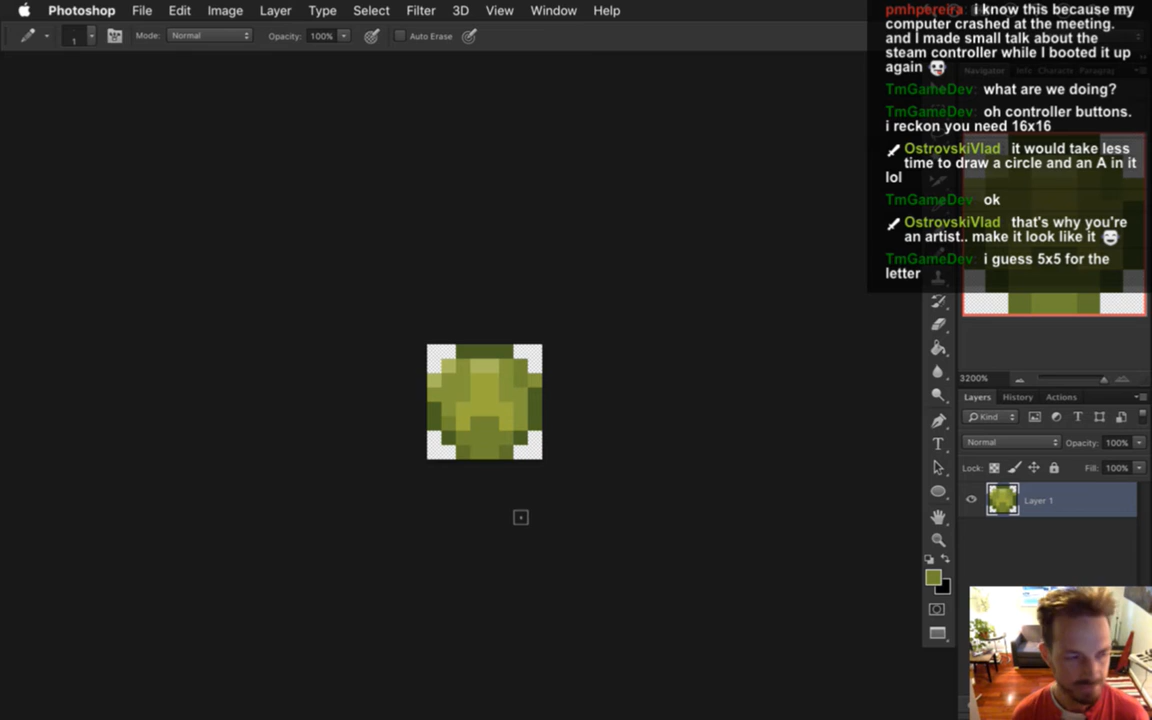 Photoshop File Edit Image Layer Type Select Filter 3D View Window Help
1 Mode: Normal Opacity: 100% Auto Erase
pmhpereira: i know this because my
computer crashed at the meeting.
and I made small talk about the
steam controller while I booted it up
again
TmGameDev: what are we doing?
TmGameDev: oh controller buttons.
i reckon you need 16x16
OstrovskiVlad it would take less
time to draw a circle and an A in it
lol
TmGameDev: ok
OstrovskiVlad that's why you're
an artist.. make it look like it
TmGameDev: i guess 5x5 for the
letter
Navigator Info Characte Paragrap
3200%
Layers History Actions
Kind
Normal Opacity: 100%
Lock: Fill: 100%
Layer 1